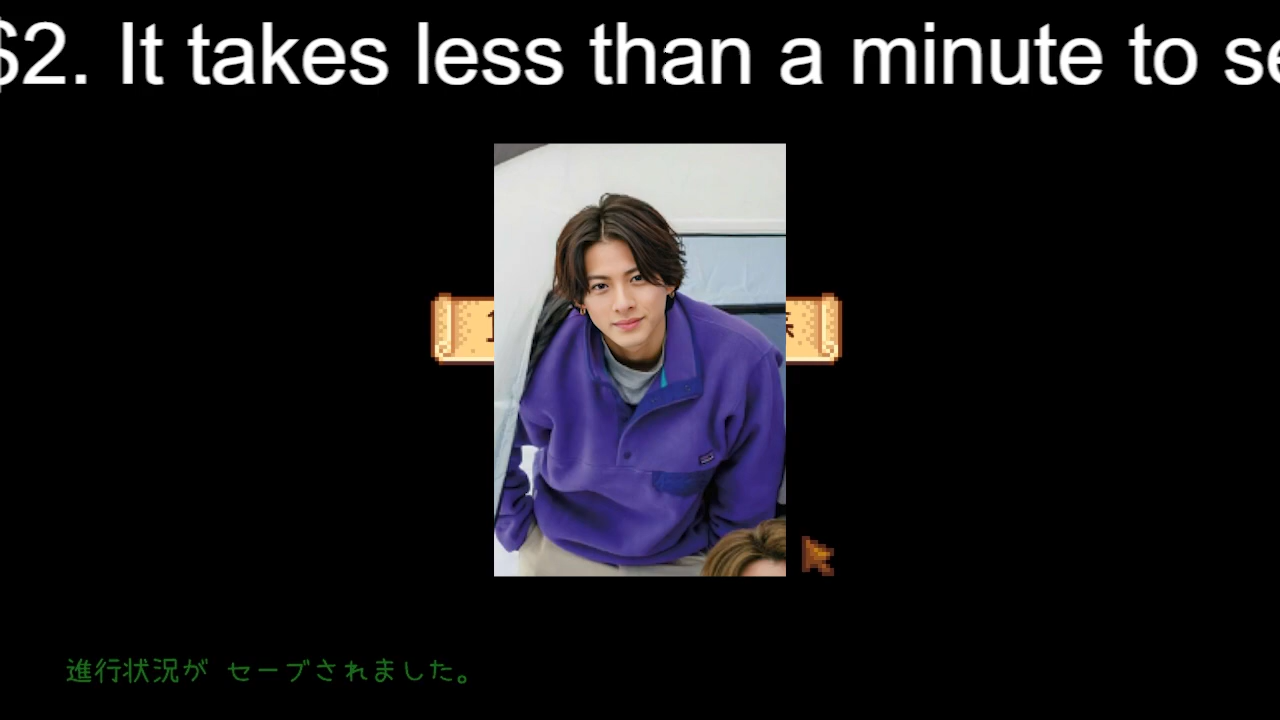 $2. It takes less than a minute to se
進行状況が セーブされました。